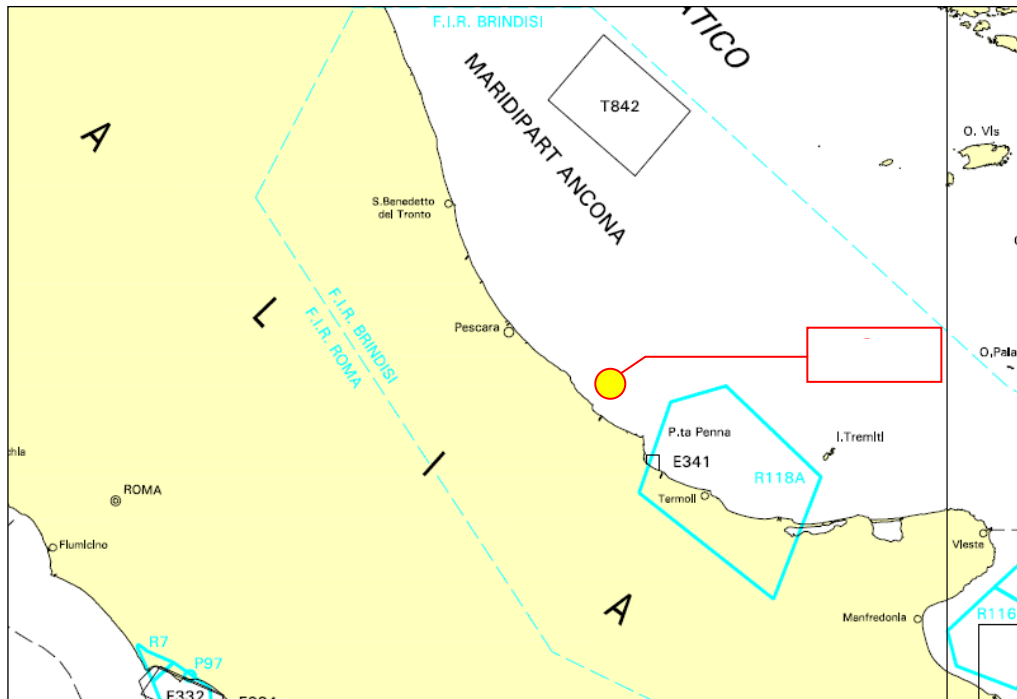 F.I.R. BRINDISI
ATICO
MARIDIPART ANCONA
T842
O. Vis
A
S.Benedetto
del Tronto
L
F.I.R. BRINDISI
F.I.R. ROMA
Pescara
O,Pala
P.ta Penna
I.Tremiti
E341
R118A
I
ROMA
Termoli
Fiumicino
Vieste
A
Manfredonia
R116
R7
P97
E332